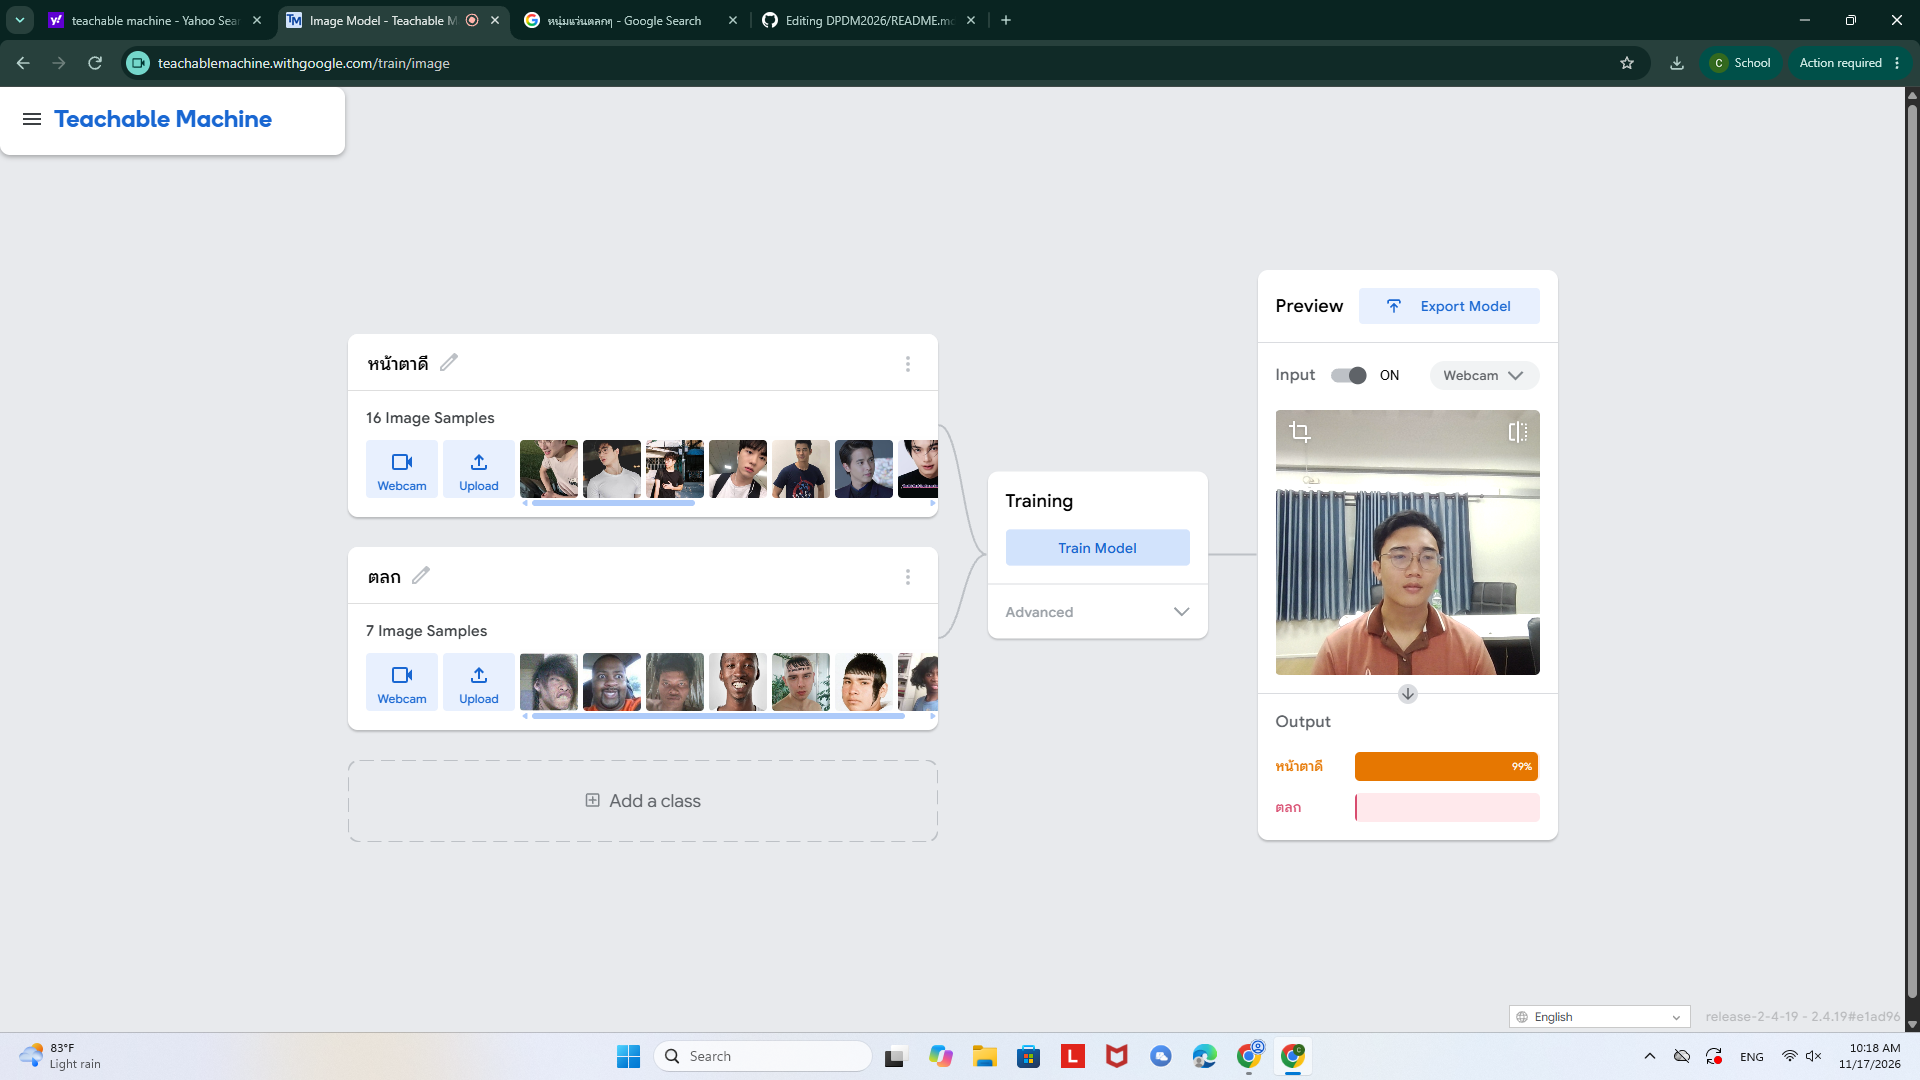 teachable machine - Yahoo Sear
Image Model - Teachable M
หนุ่มแว่นตลกๆ - Google Search
Editing DPDM2026/README.md
teachablemachine.withgoogle.com/train/image
C School
Action required
Teachable Machine
หน้าตาดี
16 Image Samples
Webcam
Upload
ตลก
7 Image Samples
Webcam
Upload
Add a class
Training
Train Model
Advanced
Preview
Export Model
Input
ON
Webcam
Output
หน้าตาดี
99%
ตลก
English
release-2-4-19 - 2.4.19#e1ad96
83°F
Light rain
Search
ENG
10:18 AM
11/17/2026